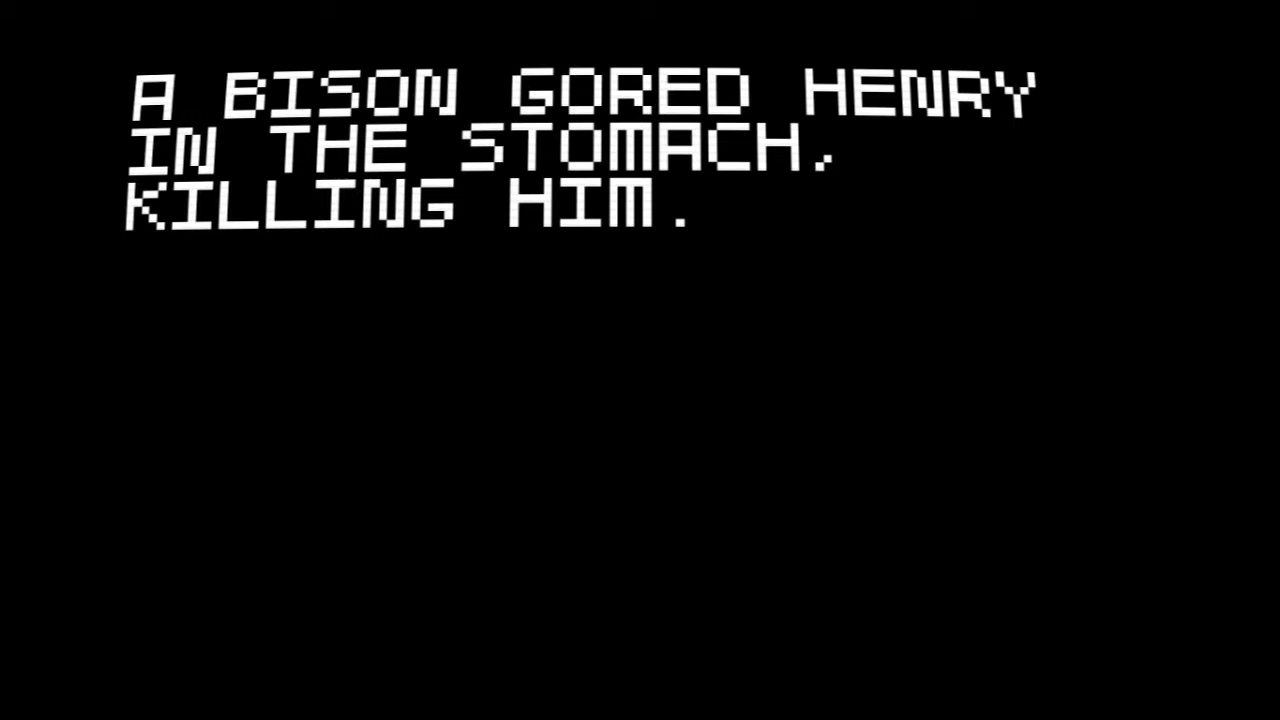 A BISON GORED HENRY
IN THE STOMACH,
KILLING HIM.